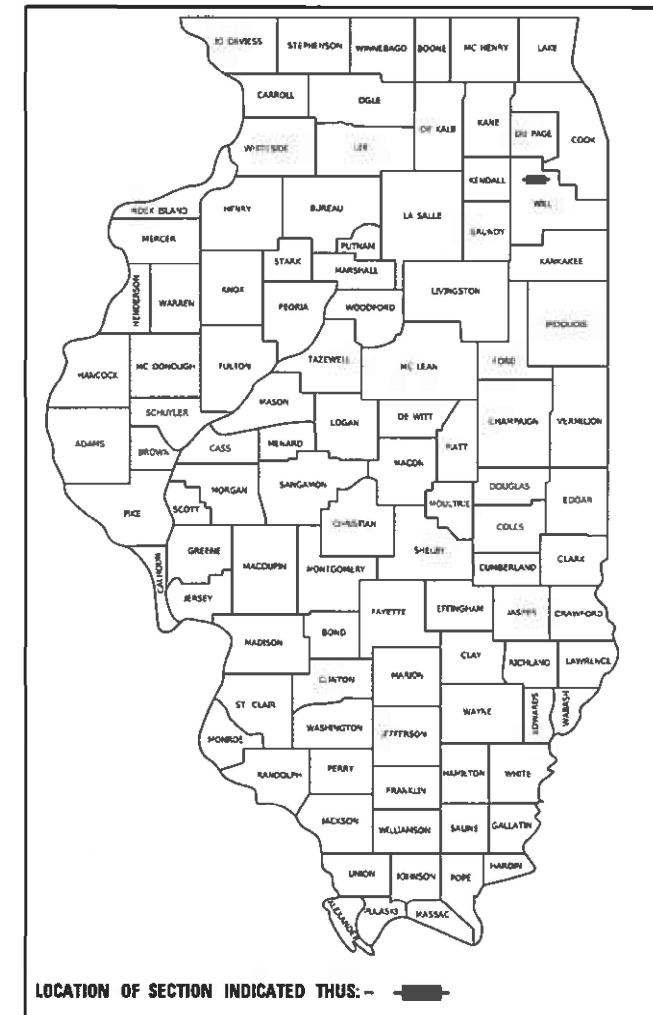 JO DAVIESS STEPHENSON WINNEBAGO BOONE MC HENRY LAKE
CARROLL OGLE DE KALB KANE DU PAGE COOK
WHITESIDE LEE KENDALL WILL
ROCK ISLAND HENRY BUREAU LA SALLE GRUNDY
MERCER PUTNAM KANKAKEE
STARK MARSHALL
HENDERSON WARREN KNOX PEORIA WOODFORD LIVINGSTON IROQUOIS
HANCOCK MC DONOUGH FULTON TAZEWELL MC LEAN FORD
MASON
SCHUYLER LOGAN DE WITT CHAMPAIGN VERMILION
ADAMS BROWN CASS MENARD MACON PIATT
PIKE SCOTT MORGAN SANGAMON MOULTRIE DOUGLAS EDGAR
CHRISTIAN COLES
CALHOUN GREENE MACOUPIN MONTGOMERY SHELBY CUMBERLAND CLARK
JERSEY FAYETTE EFFINGHAM JASPER CRAWFORD
MADISON BOND
CLAY RICHLAND LAWRENCE
CLINTON MARION
ST CLAIR WAYNE EDWARDS WABASH
WASHINGTON JEFFERSON
MONROE
RANDOLPH PERRY HAMILTON WHITE
FRANKLIN
JACKSON WILLIAMSON SALINE GALLATIN
UNION JOHNSON POPE HARDIN
ALEXANDER PULASKI MASSAC
LOCATION OF SECTION INDICATED THUS: -